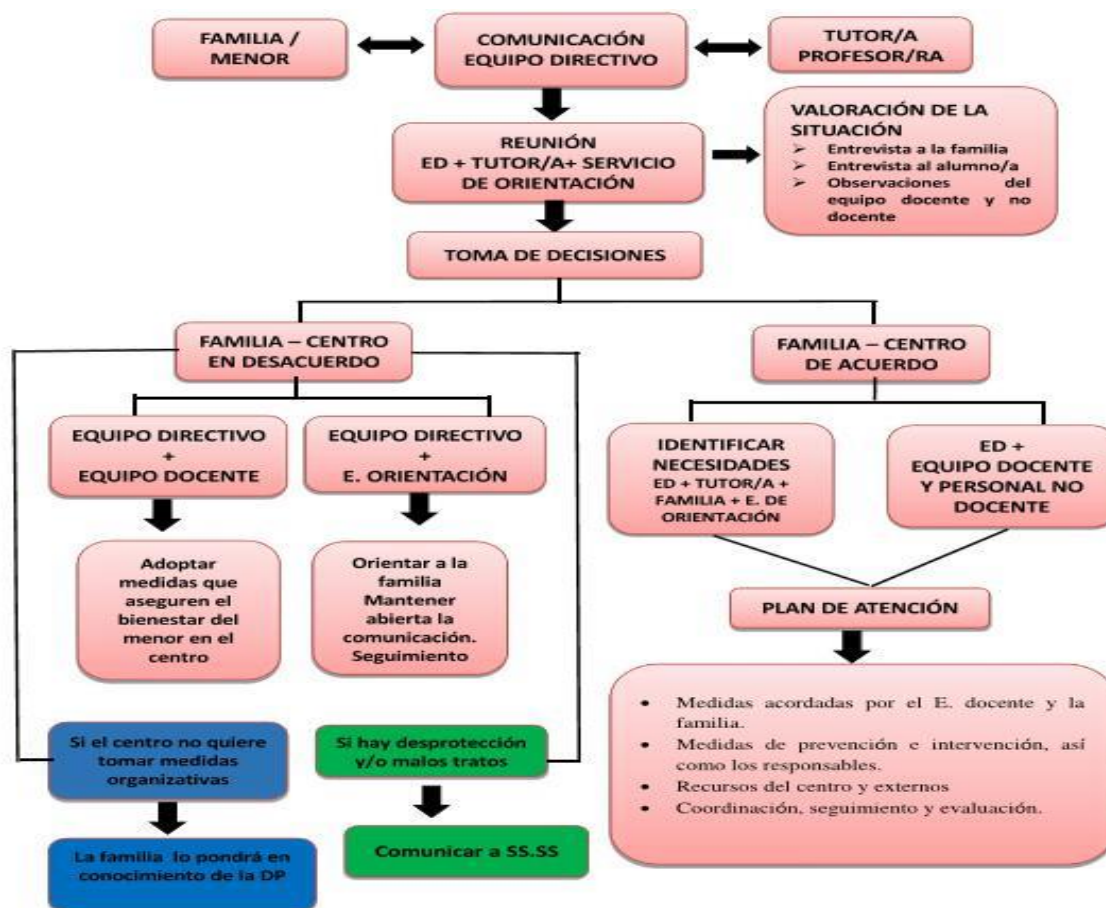 FAMILIA /
MENOR
COMUNICACIÓN
EQUIPO DIRECTIVO
TUTOR/A
PROFESOR/RA
REUNIÓN
ED + TUTOR/A+ SERVICIO
DE ORIENTACIÓN
VALORACIÓN DE LA
SITUACIÓN
➢ Entrevista a la familia
➢ Entrevista al alumno/a
➢ Observaciones del
equipo docente y no
docente
TOMA DE DECISIONES
FAMILIA – CENTRO
EN DESACUERDO
FAMILIA – CENTRO
DE ACUERDO
EQUIPO DIRECTIVO
+
EQUIPO DOCENTE
EQUIPO DIRECTIVO
+
E. ORIENTACIÓN
IDENTIFICAR
NECESIDADES
ED + TUTOR/A +
FAMILIA + E. DE
ORIENTACIÓN
ED +
EQUIPO DOCENTE
Y PERSONAL NO
DOCENTE
Adoptar
medidas que
aseguren el
bienestar del
menor en el
centro
Orientar a la
familia
Mantener
abierta la
comunicación.
Seguimiento
PLAN DE ATENCIÓN
• Medidas acordadas por el E. docente y la
familia.
• Medidas de prevención e intervención, así
como los responsables.
• Recursos del centro y externos
• Coordinación, seguimiento y evaluación.
Si el centro no quiere
tomar medidas
organizativas
Si hay desprotección
y/o malos tratos
La familia lo pondrá en
conocimiento de la DP
Comunicar a SS.SS